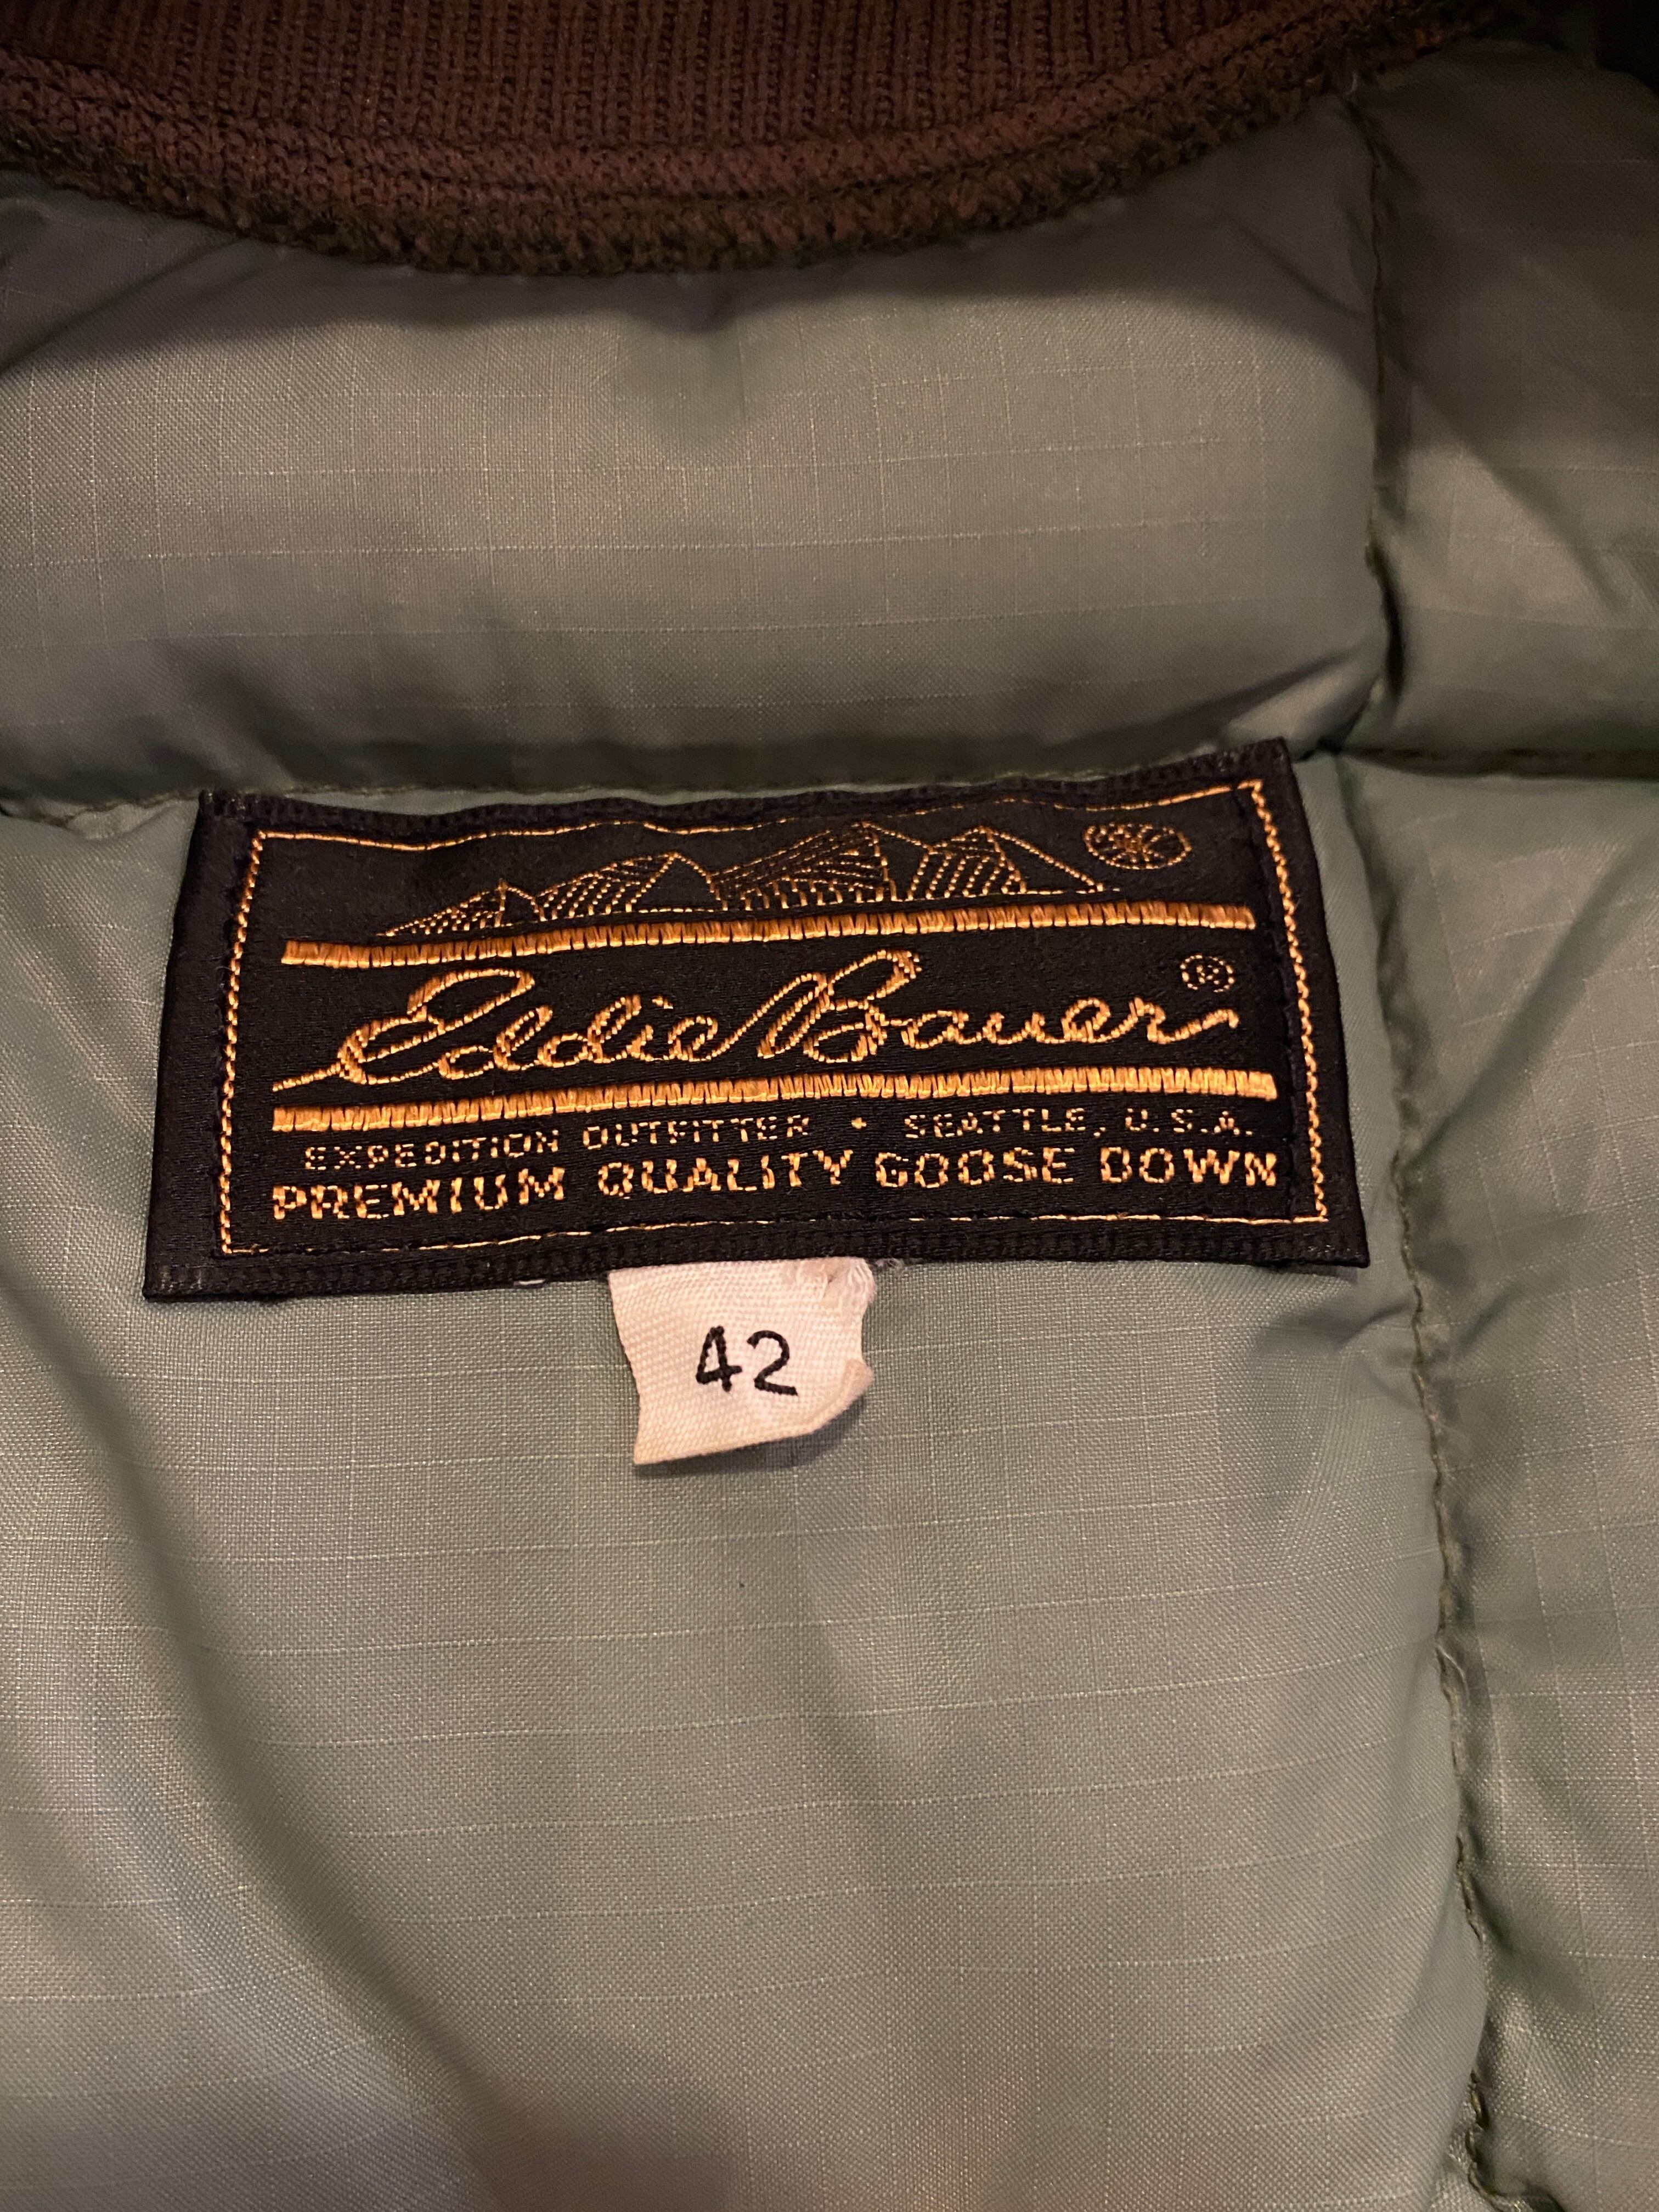 Eddie Bauer®
EXPEDITION OUTFITTER • SEATTLE, U.S.A.
PREMIUM QUALITY GOOSE DOWN
42